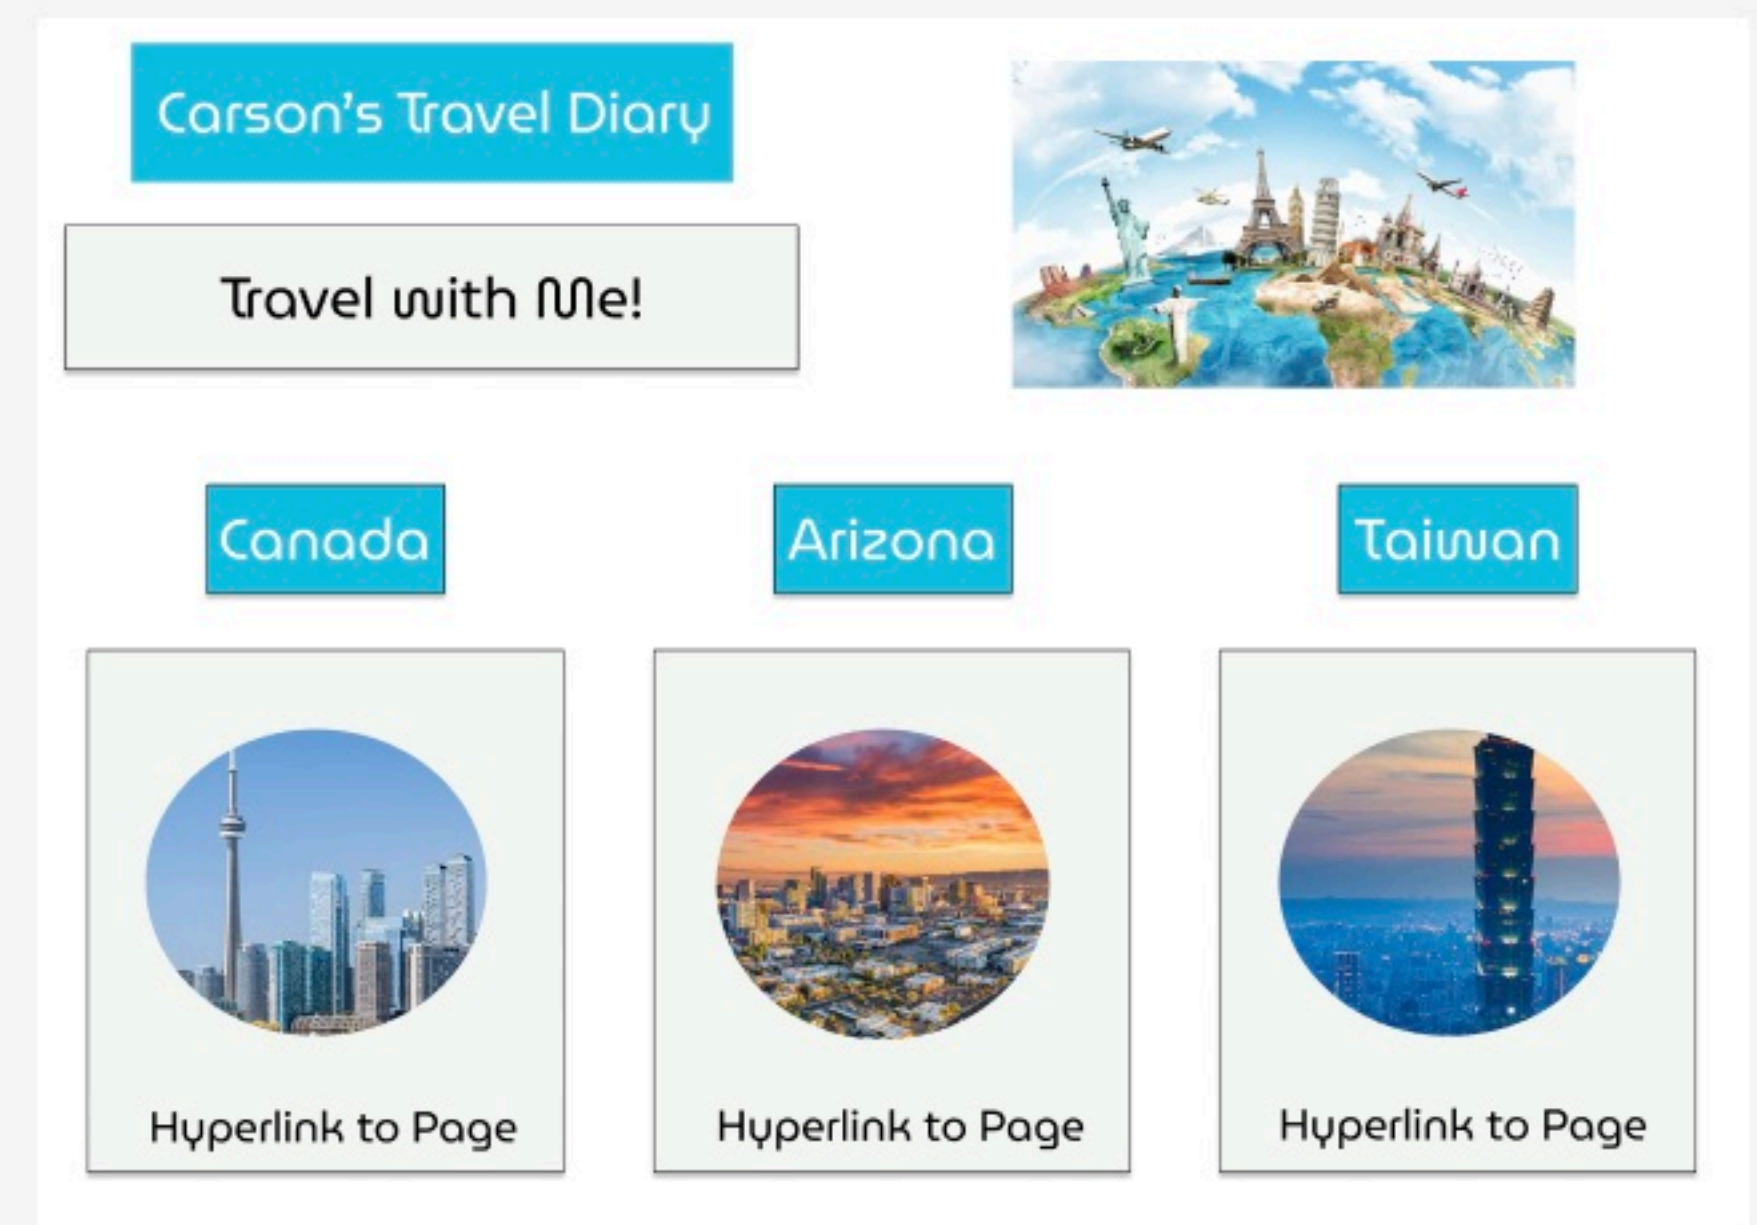 Carson's Travel Diary
Travel with Me!
Canada
Arizona
Taiwan
Hyperlink to Page
Hyperlink to Page
Hyperlink to Page